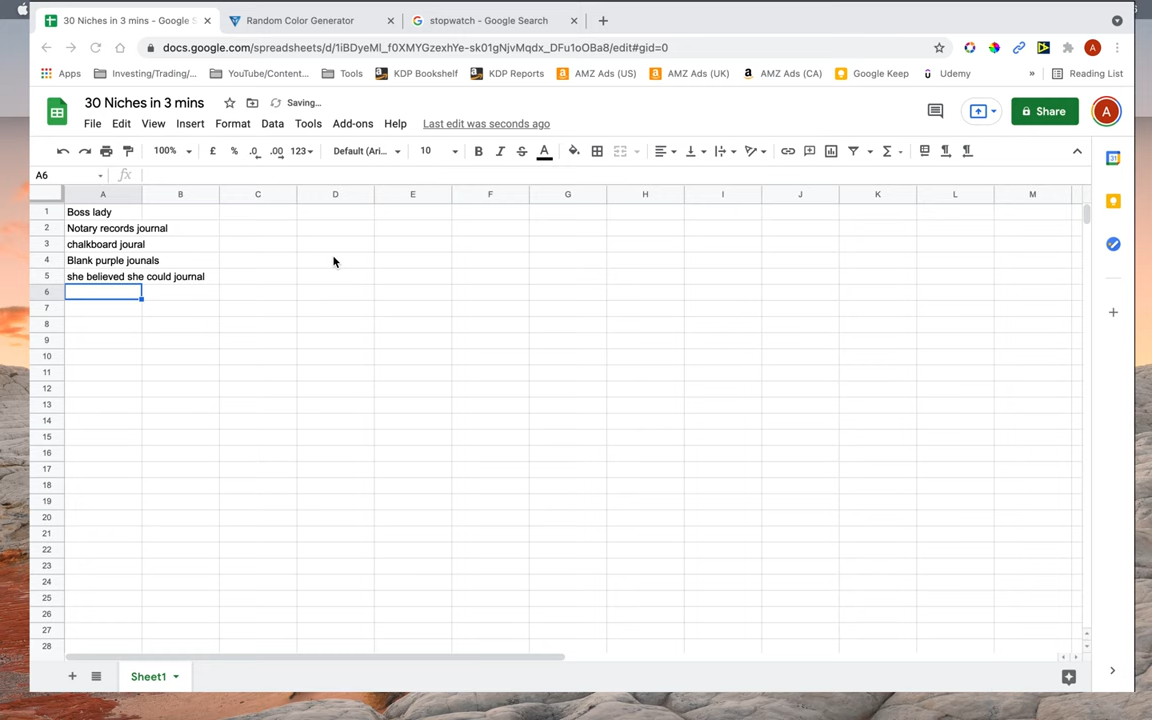 30 Niches in 3 mins - Google S
Random Color Generator
stopwatch - Google Search
docs.google.com/spreadsheets/d/1iBDyeMI_f0XMYGzexhYe-sk01gNjvMqdx_DFu1oOBa8/edit#gid=0
A
Apps
Investing/Trading/...
YouTube/Content...
Tools
KDP Bookshelf
KDP Reports
AMZ Ads (US)
AMZ Ads (UK)
AMZ Ads (CA)
Google Keep
Udemy
»
Reading List
30 Niches in 3 mins
Saving...
File Edit View Insert Format Data Tools Add-ons Help Last edit was seconds ago
Share
A
100% £ % .0 .00 123 Default (Ari... 10 B I S A
A6 fx
A B C D E F G H I J K L M
1 Boss lady
2 Notary records journal
3 chalkboard joural
4 Blank purple jounals
5 she believed she could journal
6
7
8
9
10
11
12
13
14
15
16
17
18
19
20
21
22
23
24
25
26
27
28
Sheet1